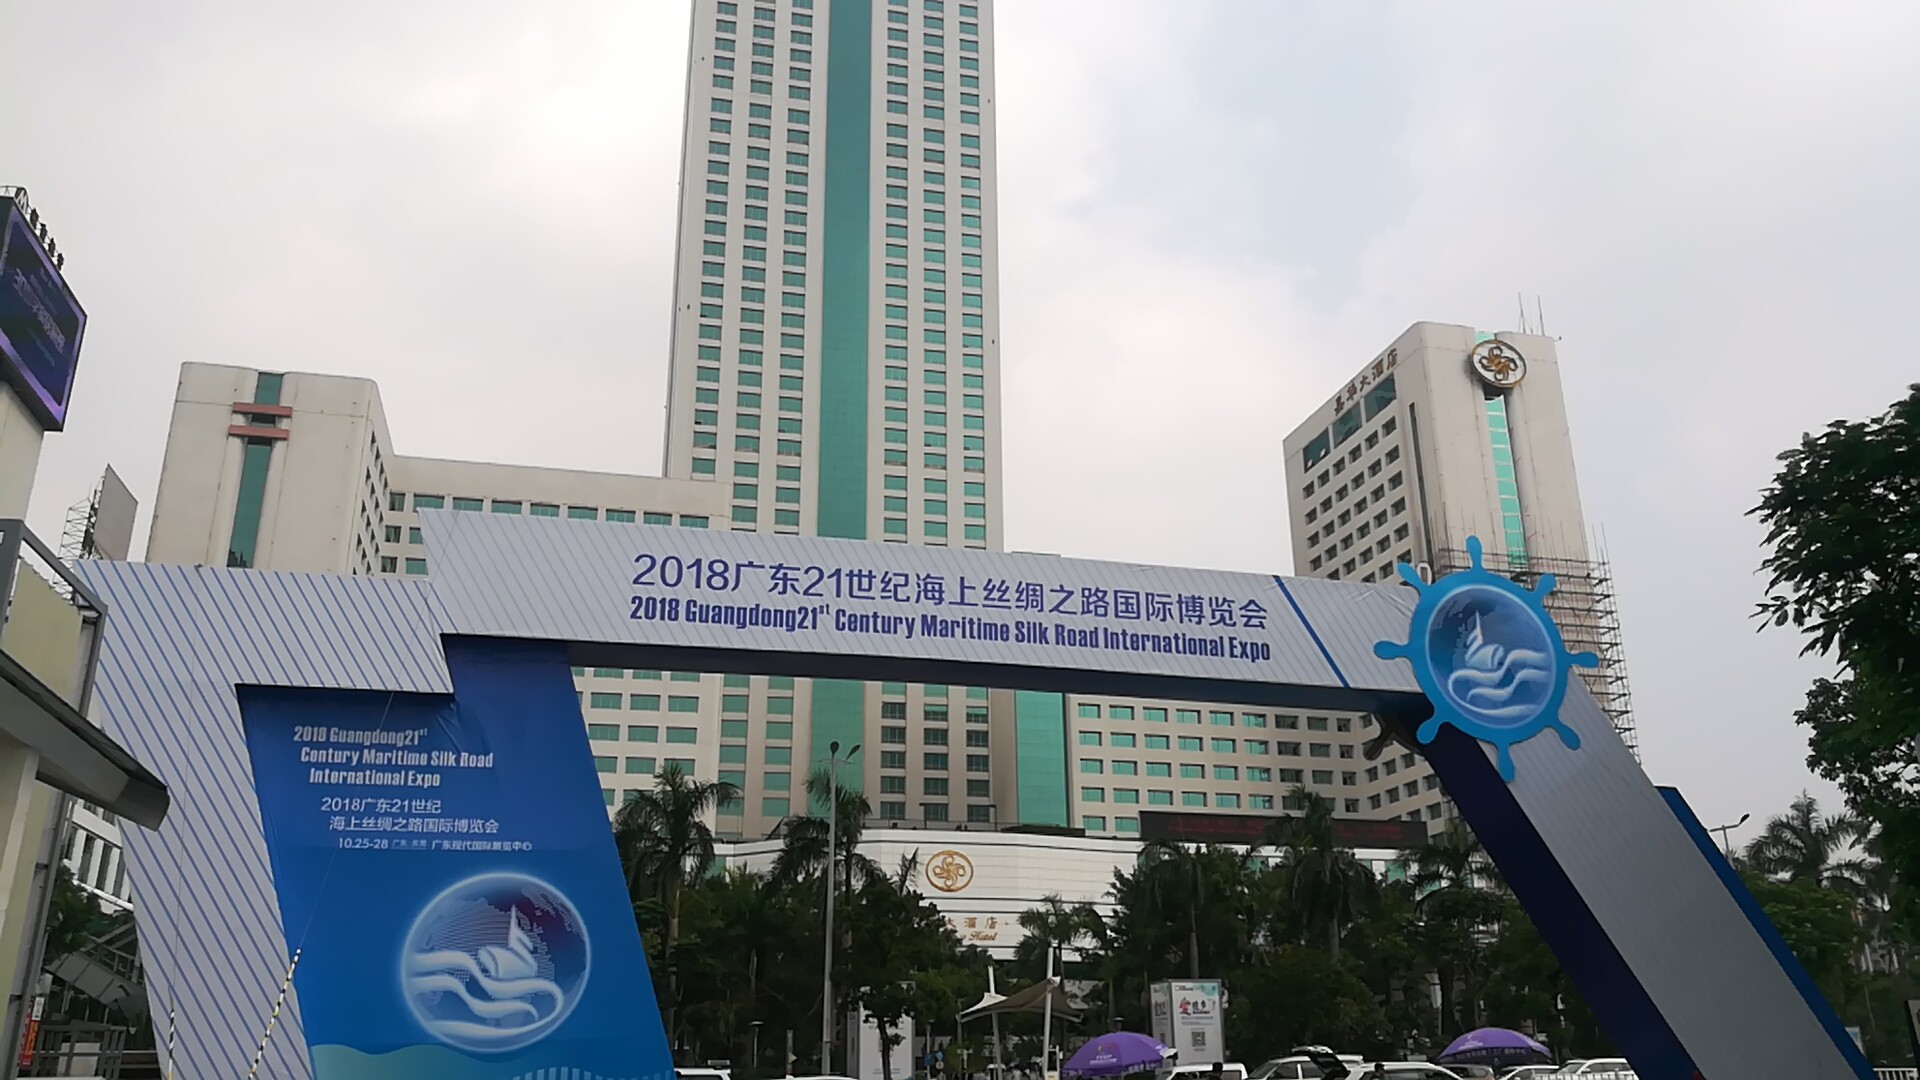 嘉华大酒店
2018广东21世纪海上丝绸之路国际博览会
2018 Guangdong21st Century Maritime Silk Road International Expo
2018 Guangdong21st
Century Maritime Silk Road
International Expo
2018广东21世纪
海上丝绸之路国际博览会
10.25-28 广东 东莞 广东现代国际展览中心
大酒店
Hotel